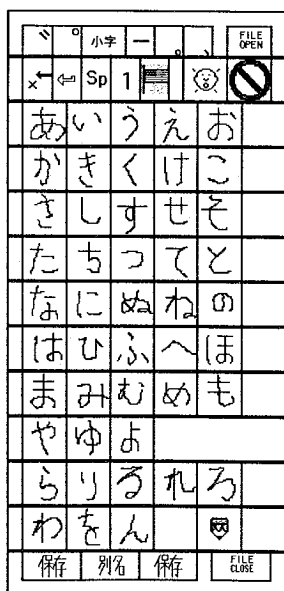 ゛ ゜ 小字 ー 。 、 FILE OPEN
Sp 1
あ い う え お
か き く け こ
さ し す せ そ
た ち つ て と
な に ぬ ね の
は ひ ふ へ ほ
ま み む め も
や ゆ よ
ら り る れ ろ
わ を ん
保存 別名 保存 FILE CLOSE